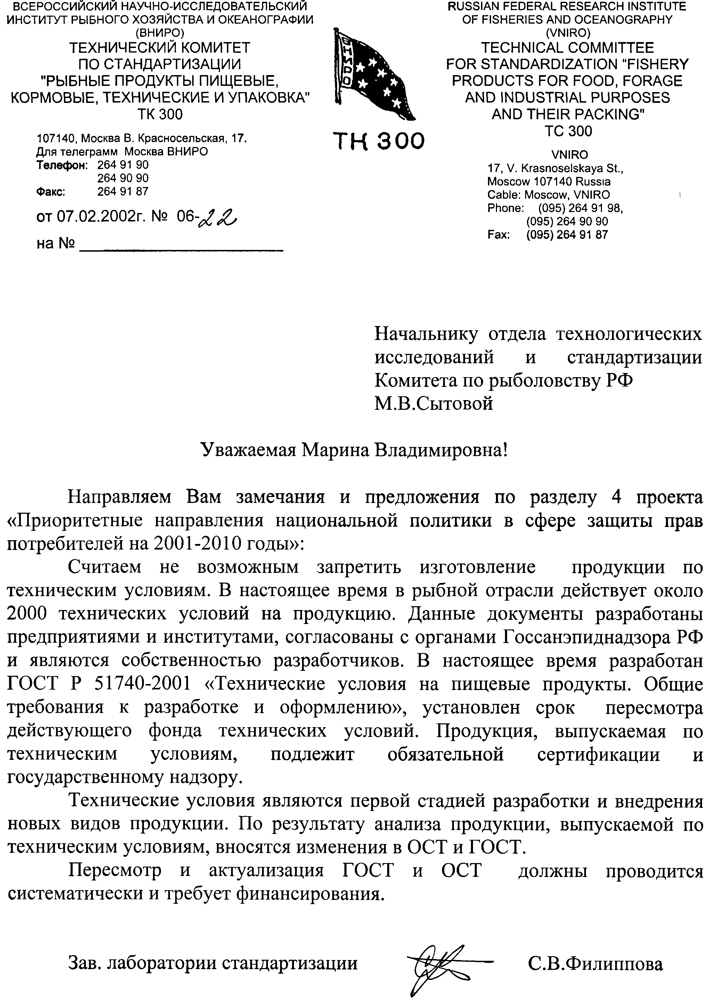 ВСЕРОССИЙСКИЙ НАУЧНО-ИССЛЕДОВАТЕЛЬСКИЙ
ИНСТИТУТ РЫБНОГО ХОЗЯЙСТВА И ОКЕАНОГРАФИИ
(ВНИРО)
ТЕХНИЧЕСКИЙ КОМИТЕТ
ПО СТАНДАРТИЗАЦИИ
"РЫБНЫЕ ПРОДУКТЫ ПИЩЕВЫЕ,
КОРМОВЫЕ, ТЕХНИЧЕСКИЕ И УПАКОВКА"
ТК 300
107140, Москва В. Красносельская, 17.
Для телеграмм Москва ВНИРО
Телефон: 264 91 90
264 90 90
Факс: 264 91 87
от 07.02.2002г. № 06-22
на №
ТК 300
RUSSIAN FEDERAL RESEARCH INSTITUTE
OF FISHERIES AND OCEANOGRAPHY
(VNIRO)
TECHNICAL COMMITTEE
FOR STANDARDIZATION "FISHERY
PRODUCTS FOR FOOD, FORAGE
AND INDUSTRIAL PURPOSES
AND THEIR PACKING"
TC 300
VNIRO
17, V. Krasnoselskaya St.,
Moscow 107140 Russia
Cable: Moscow, VNIRO
Phone: (095) 264 91 98,
(095) 264 90 90
Fax: (095) 264 91 87
Начальнику отдела технологических
исследований и стандартизации
Комитета по рыболовству РФ
М.В.Сытовой
Уважаемая Марина Владимировна!
Направляем Вам замечания и предложения по разделу 4 проекта
«Приоритетные направления национальной политики в сфере защиты прав
потребителей на 2001-2010 годы»:
Считаем не возможным запретить изготовление продукции по
техническим условиям. В настоящее время в рыбной отрасли действует около
2000 технических условий на продукцию. Данные документы разработаны
предприятиями и институтами, согласованы с органами Госсанэпиднадзора РФ
и являются собственностью разработчиков. В настоящее время разработан
ГОСТ Р 51740-2001 «Технические условия на пищевые продукты. Общие
требования к разработке и оформлению», установлен срок пересмотра
действующего фонда технических условий. Продукция, выпускаемая по
техническим условиям, подлежит обязательной сертификации и
государственному надзору.
Технические условия являются первой стадией разработки и внедрения
новых видов продукции. По результату анализа продукции, выпускаемой по
техническим условиям, вносятся изменения в ОСТ и ГОСТ.
Пересмотр и актуализация ГОСТ и ОСТ должны проводится
систематически и требует финансирования.
Зав. лаборатории стандартизации
С.В.Филиппова